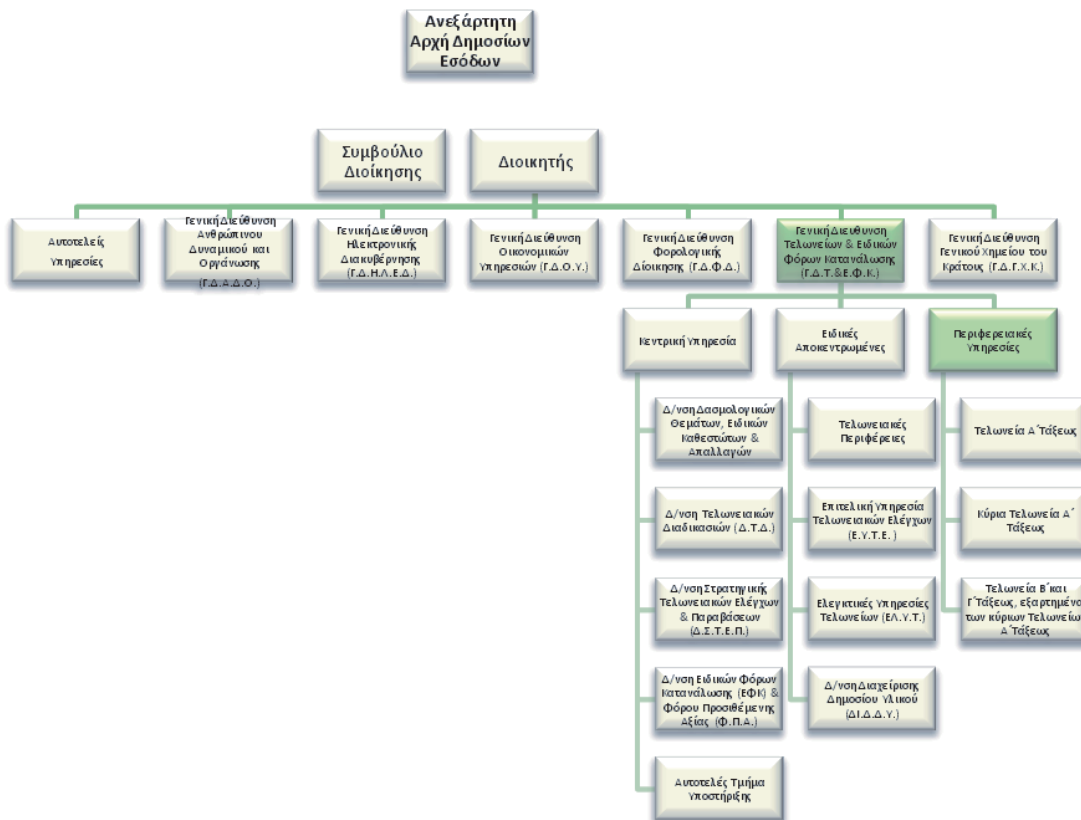 Ανεξάρτητη
Αρχή Δημοσίων
Εσόδων
Συμβούλιο
Διοίκησης
Διοικητής
Αυτοτελείς
Υπηρεσίες
Γενική Διεύθυνση
Ανθρώπινου
Δυναμικού και
Οργάνωσης
(Γ.Δ.Α.Δ.Ο.)
Γενική Διεύθυνση
Ηλεκτρονικής
Διακυβέρνησης
(Γ.Δ.Η.Λ.Ε.Δ.)
Γενική Διεύθυνση
Οικονομικών
Υπηρεσιών (Γ.Δ.Ο.Υ.)
Γενική Διεύθυνση
Φορολογικής
Δίοικησης (Γ.Δ.Φ.Δ.)
Γενική Διευθυνση
Τελωνείων & Ειδικών
Φόρων Κατανάλωσης
(Γ.Δ.Τ.&Ε.Φ.Κ.)
Γενική Διεύθυνση
Γενικού Χημείου του
Κράτους (Γ.Δ.Γ.Χ.Κ.)
Κεντρική Υπηρεσία
Ειδικές
Αποκεντρωμένες
Περιφερειακές
Υπηρεσίες
Δ/νση Δασμολογικών
Θεμάτων, Ειδικών
Καθεστώτων &
Απαλλαγών
Τελωνειακές
Περιφέρειες
Τελωνεία Α΄Τάξεως
Δ/νση Τελωνειακών
Διαδικασιών (Δ.Τ.Δ.)
Επιτελική Υπηρεσία
Τελωνειακών Ελέγχων
(Ε.Υ.Τ.Ε.)
Κύρια Τελωνεία Α΄
Τάξεως
Δ/νση Στρατηγικής
Τελωνειακών Ελέγχων
& Παραβάσεων
(Δ.Σ.Τ.Ε.Π.)
Ελεγκτικές Υπηρεσίες
Τελωνείων (ΕΛ.Υ.Τ.)
Τελωνεία Β΄και
Γ΄Τάξεως, εξαρτημένα
των κύριων Τελωνείων
Α΄Τάξεως
Δ/νση Ειδικών Φόρων
Κατανάλωσης (ΕΦΚ) &
Φόρου Προσιθέμενης
Αξίας (Φ.Π.Α.)
Δ/νση Διαχείρισης
Δημοσίου Υλικού
(ΔΙ.Δ.Δ.Υ.)
Αυτοτελές Τμήμα
Υποστήριξης